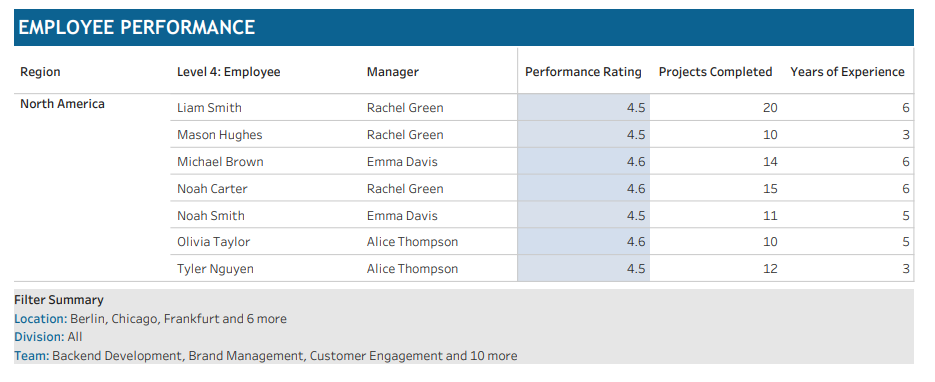 EMPLOYEE PERFORMANCE
Region Level 4: Employee Manager Performance Rating Projects Completed Years of Experience
North America Liam Smith Rachel Green 4.5 20 6
Mason Hughes Rachel Green 4.5 10 3
Michael Brown Emma Davis 4.6 14 6
Noah Carter Rachel Green 4.6 15 6
Noah Smith Emma Davis 4.5 11 5
Olivia Taylor Alice Thompson 4.6 10 5
Tyler Nguyen Alice Thompson 4.5 12 3
Filter Summary
Location: Berlin, Chicago, Frankfurt and 6 more
Division: All
Team: Backend Development, Brand Management, Customer Engagement and 10 more